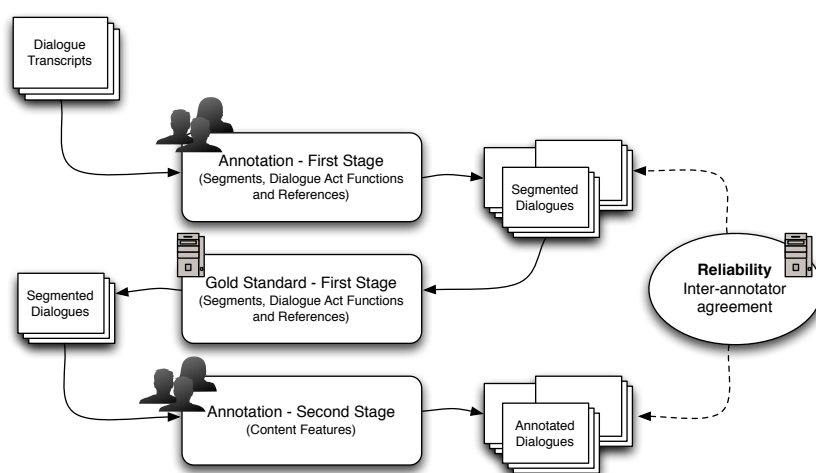 Dialogue
Transcripts
Annotation - First Stage
(Segments, Dialogue Act Functions
and References)
Segmented
Dialogues
Reliability
Inter-annotator
agreement
Gold Standard - First Stage
(Segments, Dialogue Act Functions
and References)
Segmented
Dialogues
Annotation - Second Stage
(Content Features)
Annotated
Dialogues